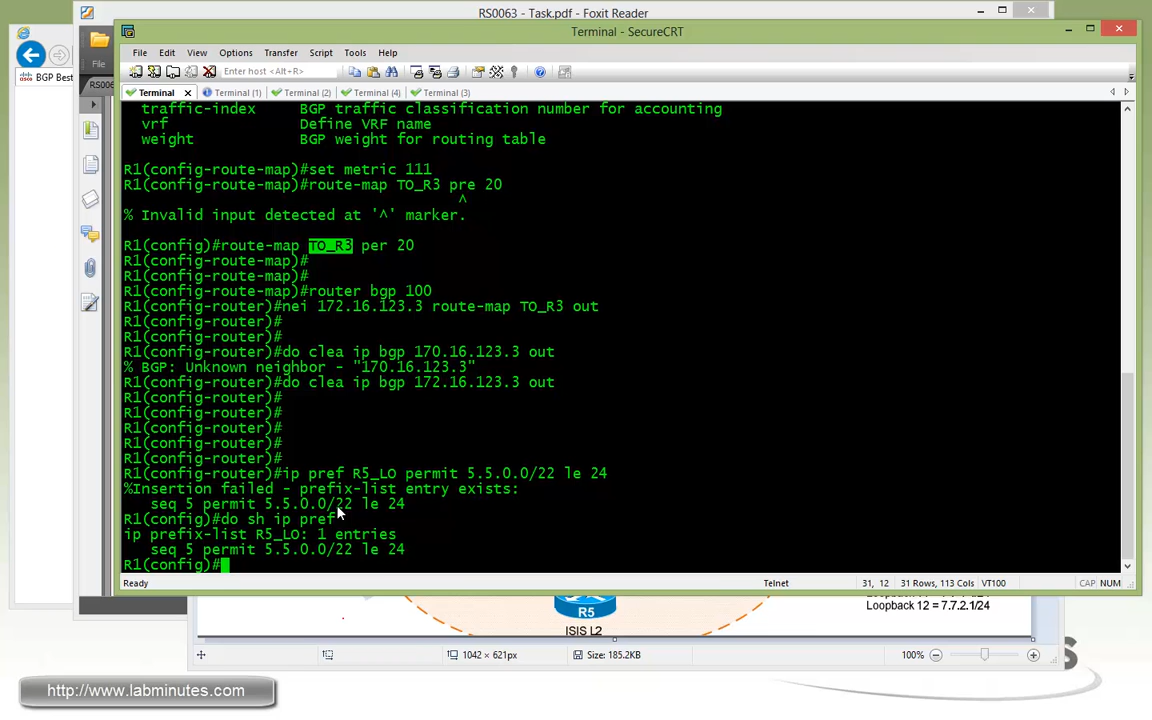 RS0063 - Task.pdf - Foxit Reader
Terminal - SecureCRT
File Edit View Options Transfer Script Tools Help
Enter host <Alt+R>
File
BGP Best
RS006
Terminal
Terminal (1)
Terminal (2)
Terminal (4)
Terminal (3)
traffic-index BGP traffic classification number for accounting
vrf Define VRF name
weight BGP weight for routing table
R1(config-route-map)#set metric 111
R1(config-route-map)#route-map TO_R3 pre 20
^
% Invalid input detected at '^' marker.
R1(config)#route-map TO_R3 per 20
R1(config-route-map)#
R1(config-route-map)#
R1(config-route-map)#router bgp 100
R1(config-router)#nei 172.16.123.3 route-map TO_R3 out
R1(config-router)#
R1(config-router)#
R1(config-router)#do clea ip bgp 170.16.123.3 out
% BGP: Unknown neighbor - "170.16.123.3"
R1(config-router)#do clea ip bgp 172.16.123.3 out
R1(config-router)#
R1(config-router)#
R1(config-router)#
R1(config-router)#
R1(config-router)#
R1(config-router)#ip pref R5_LO permit 5.5.0.0/22 le 24
%Insertion failed - prefix-list entry exists:
seq 5 permit 5.5.0.0/22 le 24
R1(config)#do sh ip pref
ip prefix-list R5_LO: 1 entries
seq 5 permit 5.5.0.0/22 le 24
R1(config)#
Ready
Telnet
31, 12
31 Rows, 113 Cols
VT100
CAP NUM
R5
ISIS L2
Loopback 12 = 7.7.2.1/24
1042 × 621px
Size: 185.2KB
100%
http://www.labminutes.com